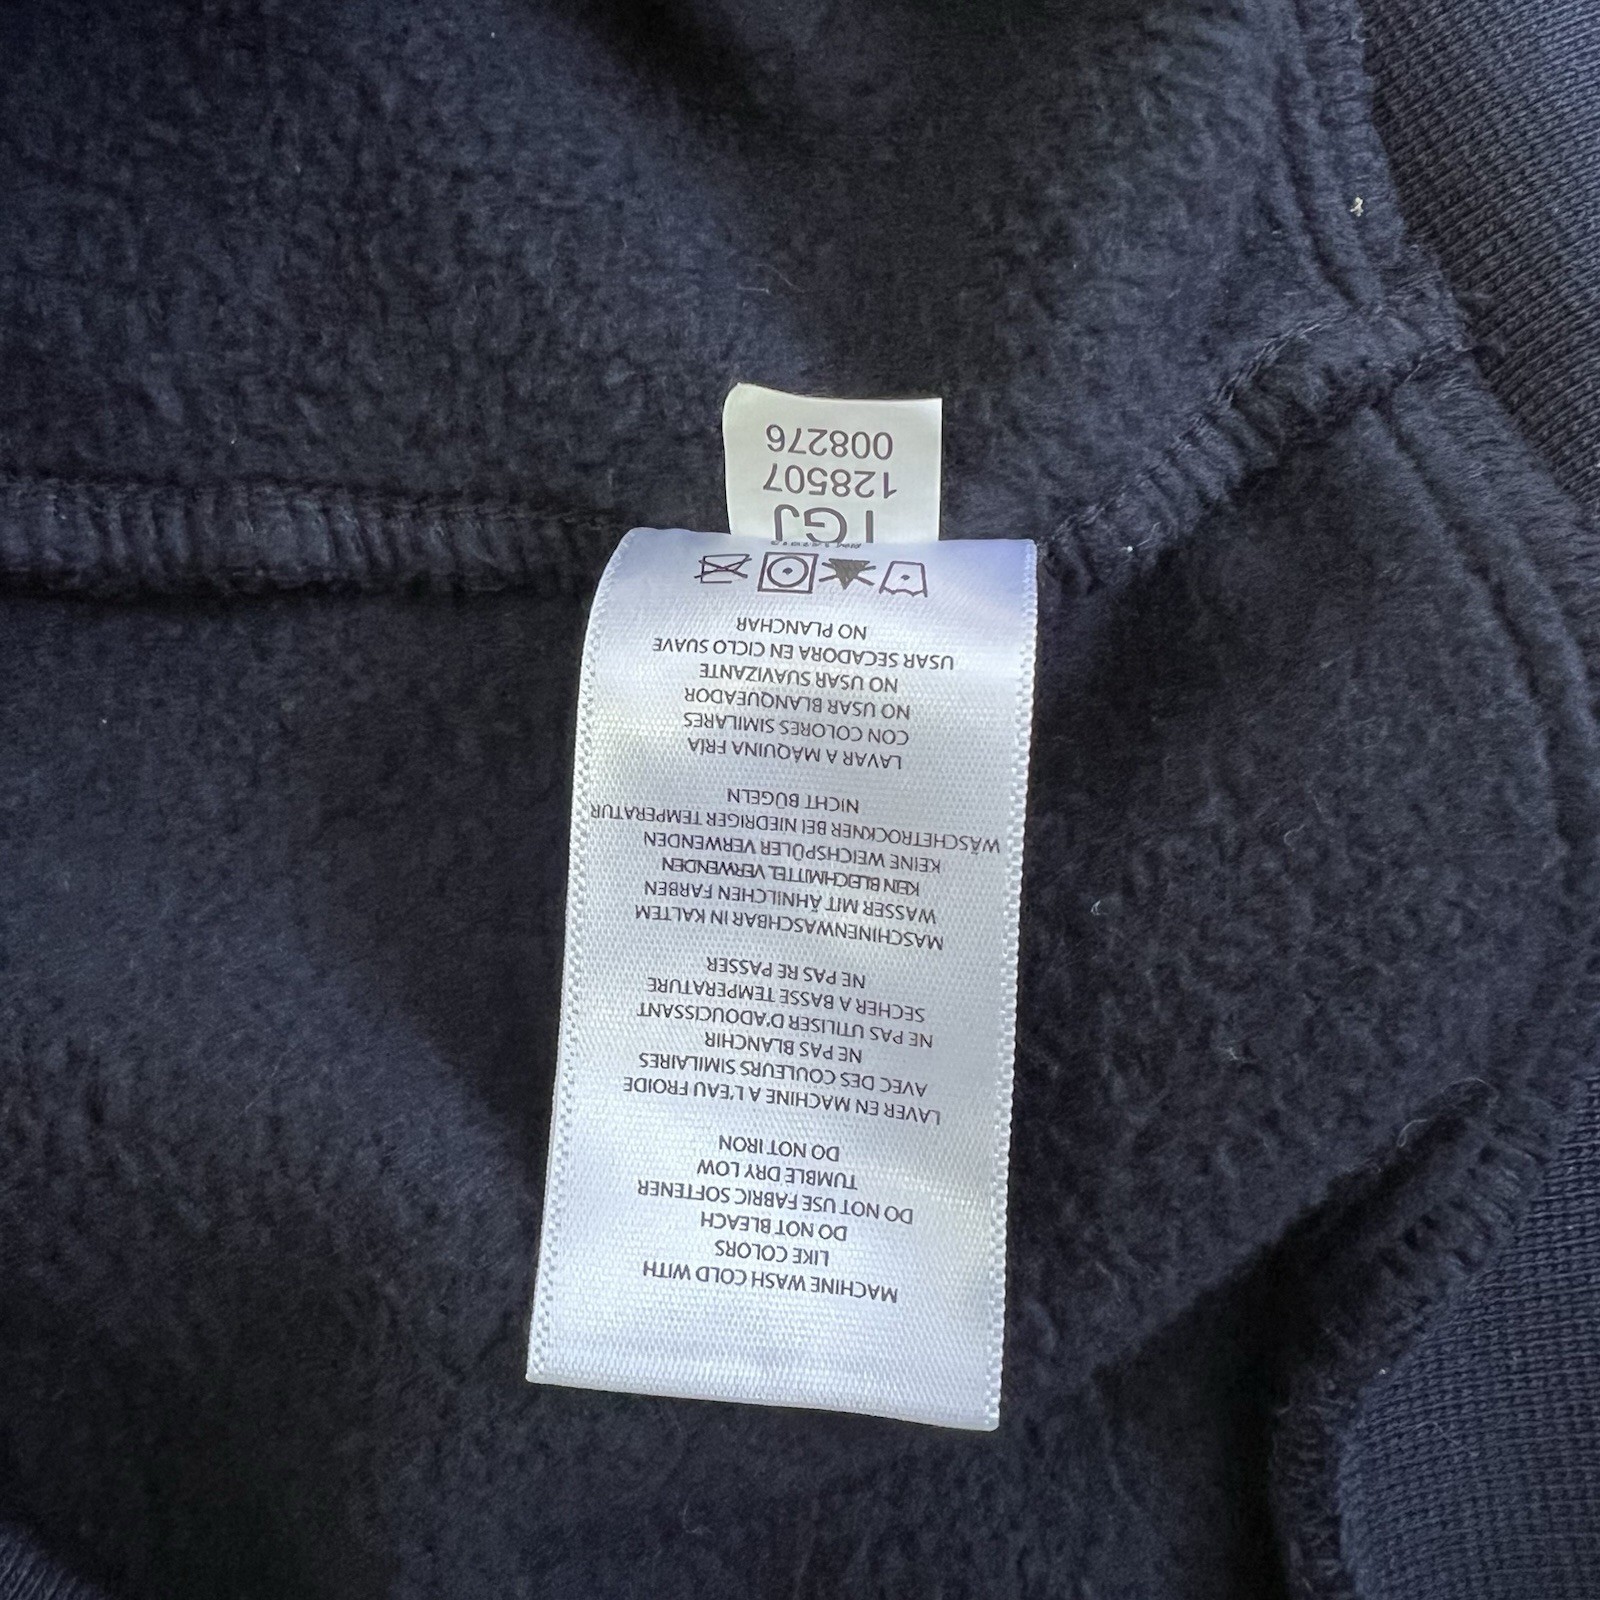 MACHINE WASH COLD WITH
LIKE COLORS
DO NOT BLEACH
DO NOT USE FABRIC SOFTENER
TUMBLE DRY LOW
DO NOT IRON
LAVER EN MACHINE A L'EAU FROIDE
AVEC DES COULEURS SIMILAIRES
NE PAS BLANCHIR
NE PAS UTILISER D'ADOUCISSANT
SECHER A BASSE TEMPERATURE
NE PAS RE PASSER
MASCHINENWASCHBAR IN KALTEM
WASSER MIT ÄHNILCHEN FARBEN
KEIN BLEICHMITTEL VERWENDEN
KEINE WEICHSPÜLER VERWENDEN
WÄSCHETROCKNER BEI NIEDRIGER TEMPERATUR
NICHT BÜGELN
LAVAR A MÁQUINA FRÍA
CON COLORES SIMILARES
NO USAR BLANQUEADOR
NO USAR SUAVIZANTE
USAR SECADORA EN CICLO SUAVE
NO PLANCHAR
TGJ
128507
008276